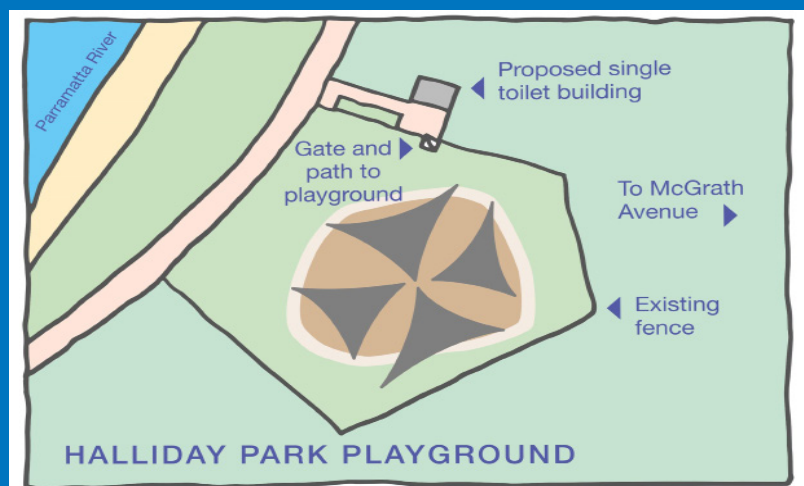 Parramatta River
Proposed single
toilet building
Gate and
path to
playground
To McGrath
Avenue
Existing
fence
HALLIDAY PARK PLAYGROUND